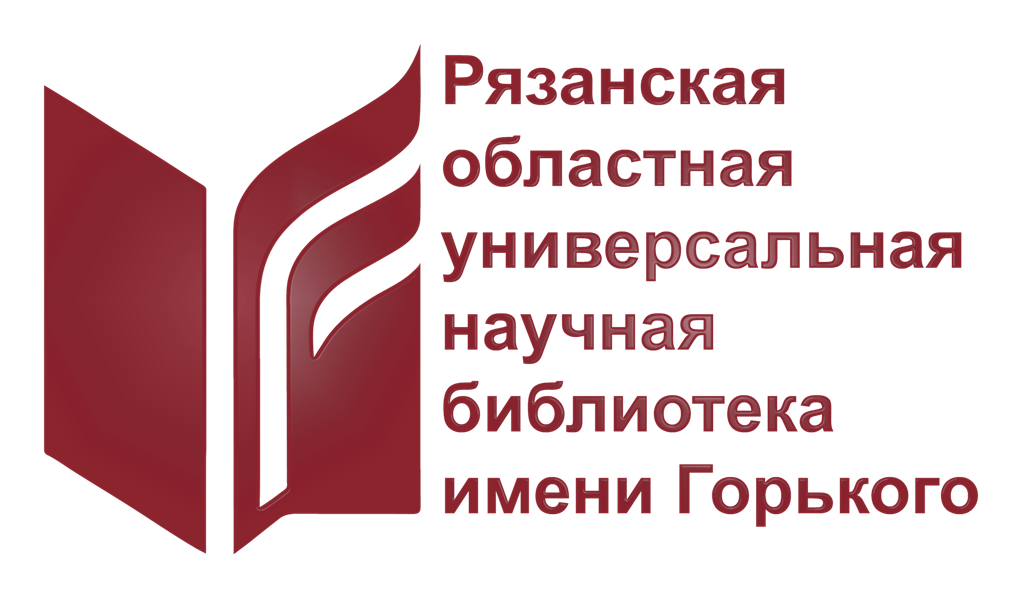 Рязанская
областная
универсальная
научная
библиотека
имени Горького